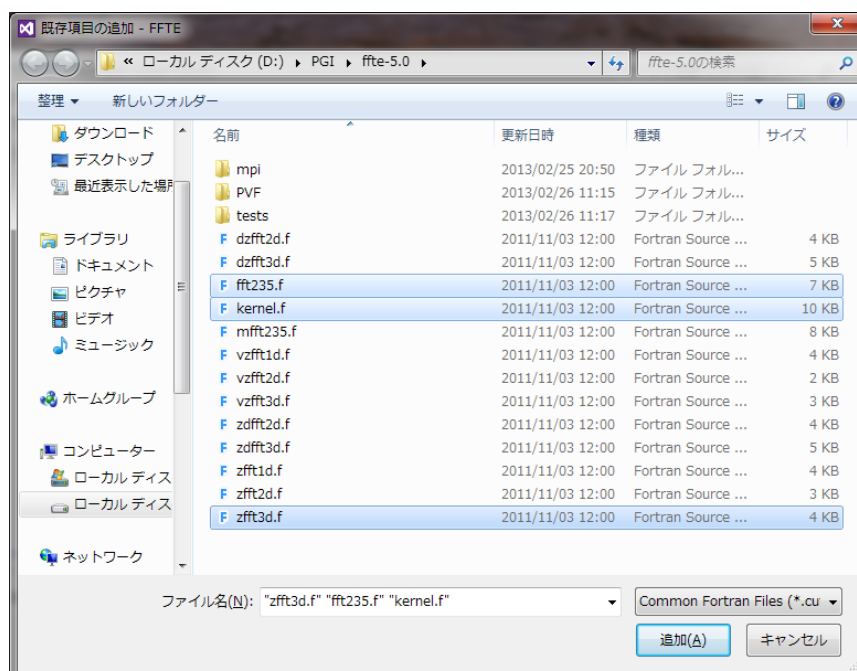 既存項目の追加 - FFTE
« ローカル ディスク (D:) ▸ PGI ▸ ffte-5.0 ▸
ffte-5.0の検索
整理 ▼ 新しいフォルダー
ダウンロード
デスクトップ
最近表示した場所
ライブラリ
ドキュメント
ピクチャ
ビデオ
ミュージック
ホームグループ
コンピューター
ローカル ディス
ローカル ディス
ネットワーク
名前 更新日時 種類 サイズ
mpi 2013/02/25 20:50 ファイル フォル...
PVF 2013/02/26 11:15 ファイル フォル...
tests 2013/02/26 11:17 ファイル フォル...
dzfft2d.f 2011/11/03 12:00 Fortran Source ... 4 KB
dzfft3d.f 2011/11/03 12:00 Fortran Source ... 5 KB
fft235.f 2011/11/03 12:00 Fortran Source ... 7 KB
kernel.f 2011/11/03 12:00 Fortran Source ... 10 KB
mfft235.f 2011/11/03 12:00 Fortran Source ... 8 KB
vzfft1d.f 2011/11/03 12:00 Fortran Source ... 4 KB
vzfft2d.f 2011/11/03 12:00 Fortran Source ... 2 KB
vzfft3d.f 2011/11/03 12:00 Fortran Source ... 3 KB
zdfft2d.f 2011/11/03 12:00 Fortran Source ... 4 KB
zdfft3d.f 2011/11/03 12:00 Fortran Source ... 5 KB
zfft1d.f 2011/11/03 12:00 Fortran Source ... 4 KB
zfft2d.f 2011/11/03 12:00 Fortran Source ... 3 KB
zfft3d.f 2011/11/03 12:00 Fortran Source ... 4 KB
ファイル名(N): "zfft3d.f" "fft235.f" "kernel.f"
Common Fortran Files (*.cu
追加(A) キャンセル